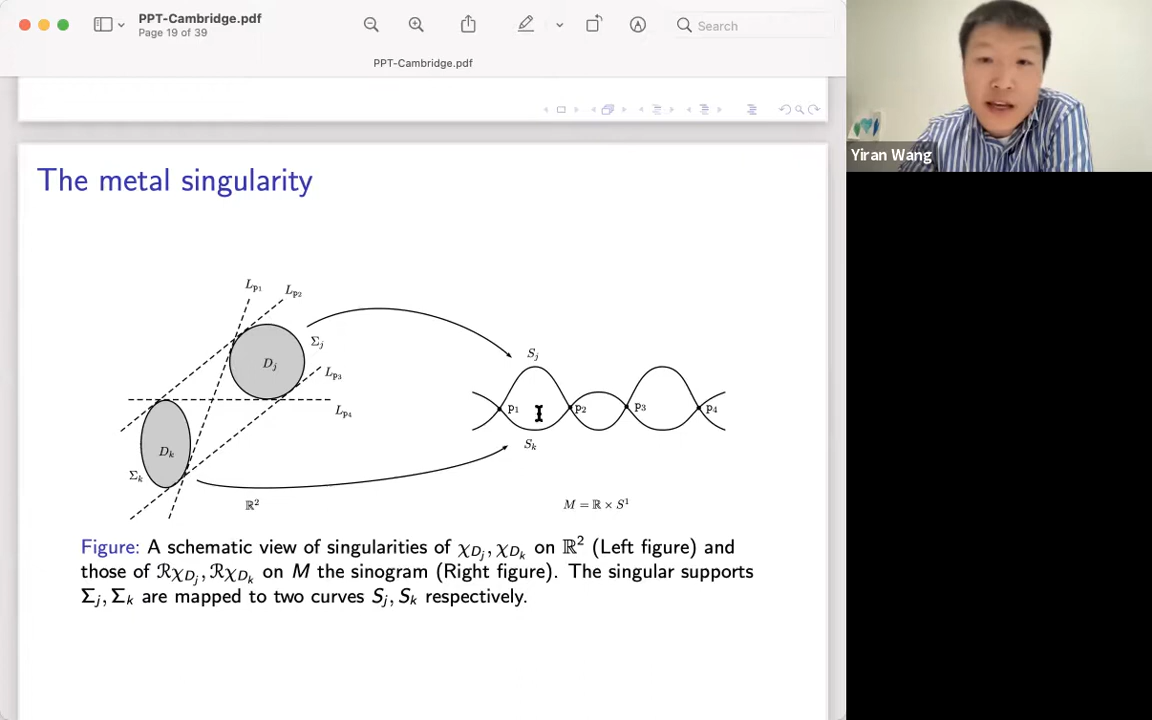 PPT-Cambridge.pdf
Page 19 of 39
Search
PPT-Cambridge.pdf
Yiran Wang
The metal singularity
L_{p_1}
L_{p_2}
D_j
Σ_j
L_{p_3}
L_{p_4}
D_k
Σ_k
ℝ²
S_j
p_1
p_2
p_3
p_4
S_k
M = ℝ × S¹
Figure: A schematic view of singularities of χ_{D_j}, χ_{D_k} on ℝ² (Left figure) and
those of ℛχ_{D_j}, ℛχ_{D_k} on M the sinogram (Right figure). The singular supports
Σ_j, Σ_k are mapped to two curves S_j, S_k respectively.